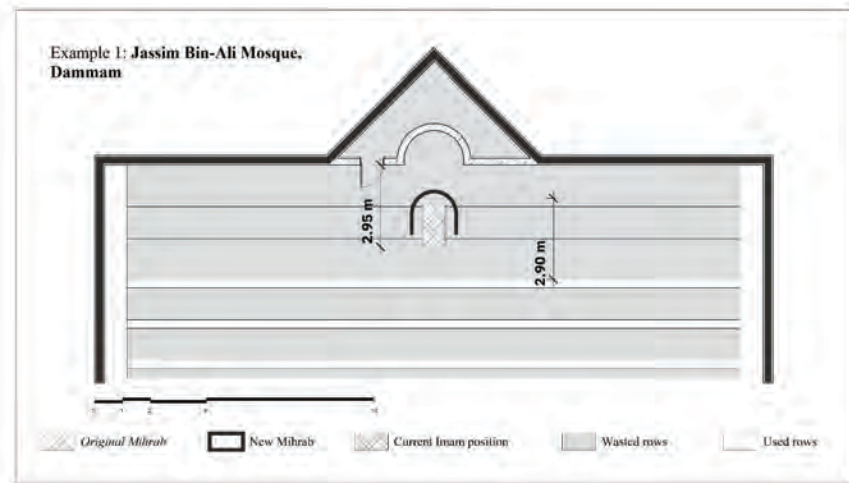 Example 1: Jassim Bin-Ali Mosque,
Dammam
2.95 m
2.90 m
Original Mihrab
New Mihrab
Current Imam position
Wasted rows
Used rows